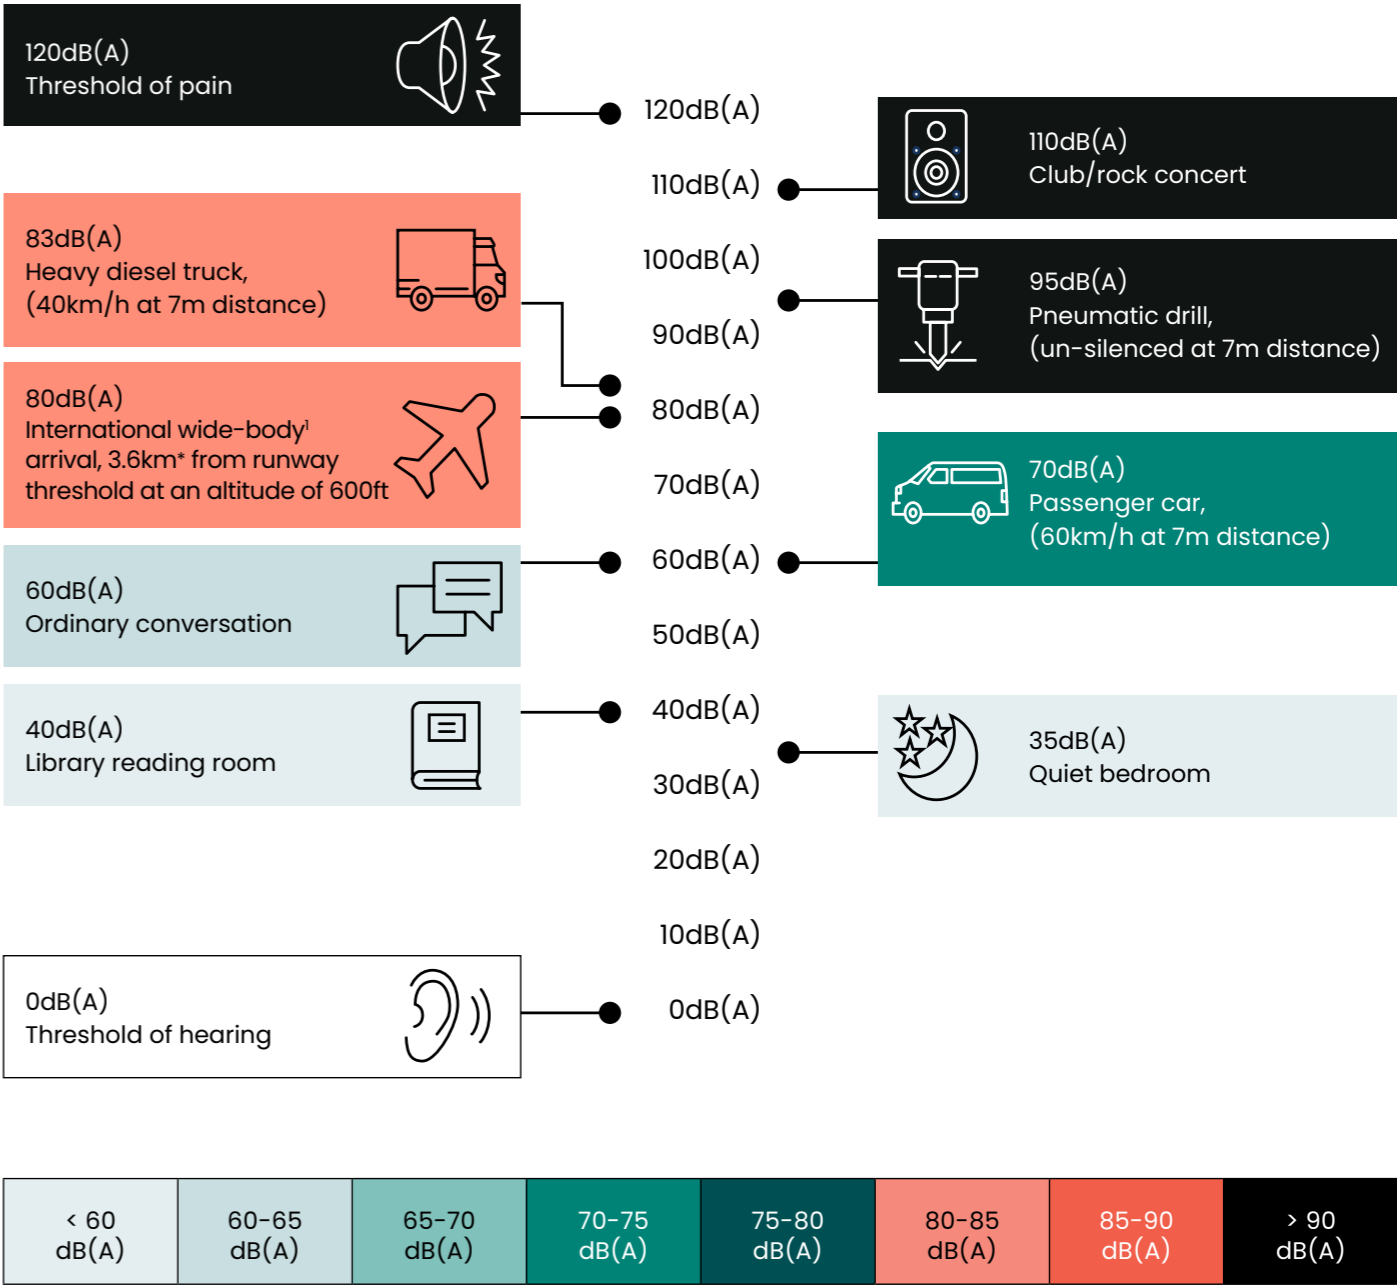 120dB(A)
Threshold of pain
83dB(A)
Heavy diesel truck,
(40km/h at 7m distance)
80dB(A)
International wide-body¹
arrival, 3.6km* from runway
threshold at an altitude of 600ft
60dB(A)
Ordinary conversation
40dB(A)
Library reading room
0dB(A)
Threshold of hearing
120dB(A)
110dB(A)
100dB(A)
90dB(A)
80dB(A)
70dB(A)
60dB(A)
50dB(A)
40dB(A)
30dB(A)
20dB(A)
10dB(A)
0dB(A)
110dB(A)
Club/rock concert
95dB(A)
Pneumatic drill,
(un-silenced at 7m distance)
70dB(A)
Passenger car,
(60km/h at 7m distance)
35dB(A)
Quiet bedroom
< 60
dB(A)
60-65
dB(A)
65-70
dB(A)
70-75
dB(A)
75-80
dB(A)
80-85
dB(A)
85-90
dB(A)
> 90
dB(A)